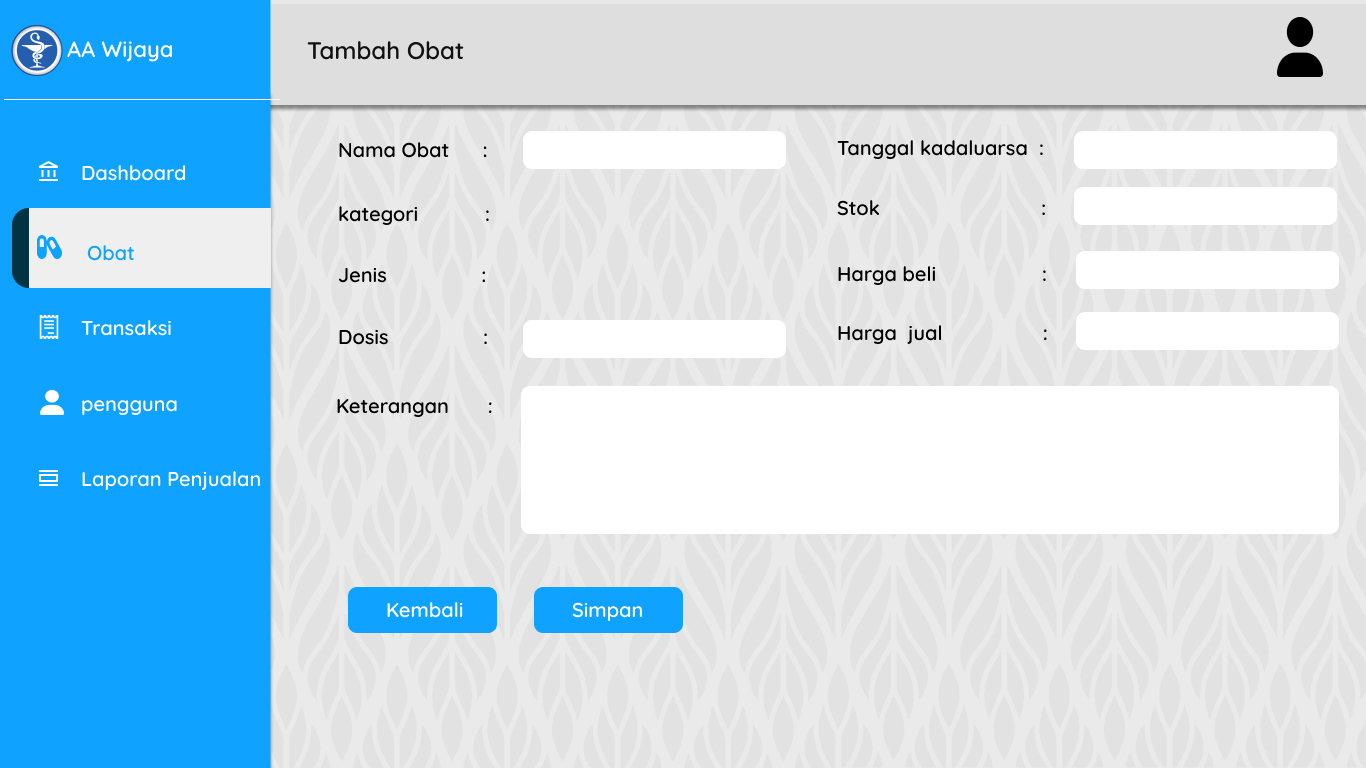 AA Wijaya
Tambah Obat
Dashboard
Obat
Transaksi
pengguna
Laporan Penjualan
Nama Obat :
kategori :
Jenis :
Dosis :
Keterangan :
Tanggal kadaluarsa :
Stok :
Harga beli :
Harga jual :
Kembali
Simpan